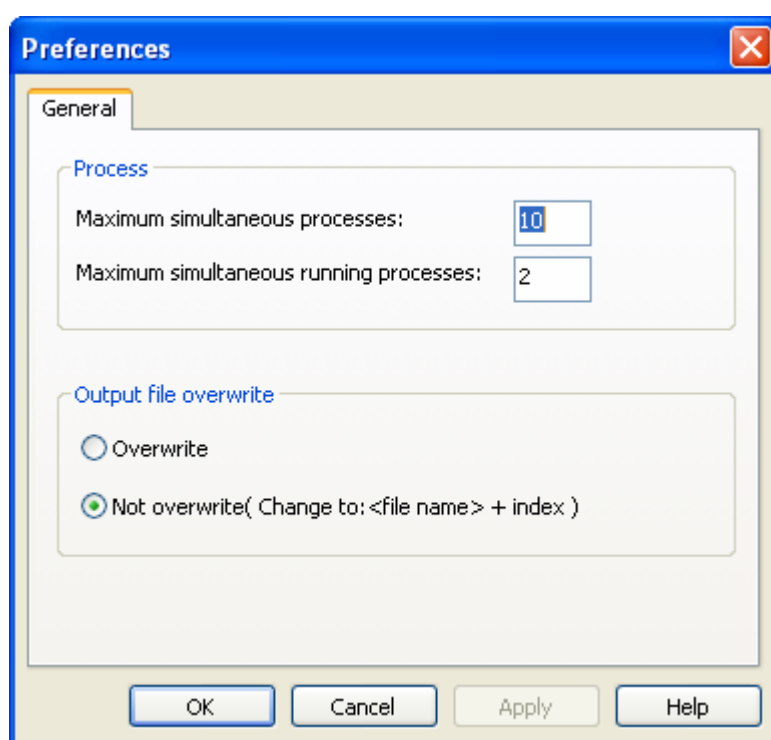 Preferences
General
Process
Maximum simultaneous processes: 10
Maximum simultaneous running processes: 2
Output file overwrite
Overwrite
Not overwrite( Change to: <file name> + index )
OK Cancel Apply Help